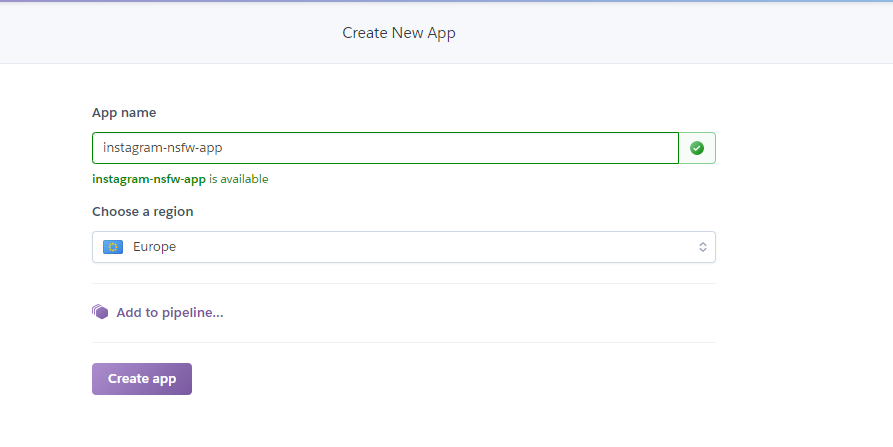 Create New App
App name
instagram-nsfw-app
instagram-nsfw-app is available
Choose a region
Europe
Add to pipeline...
Create app